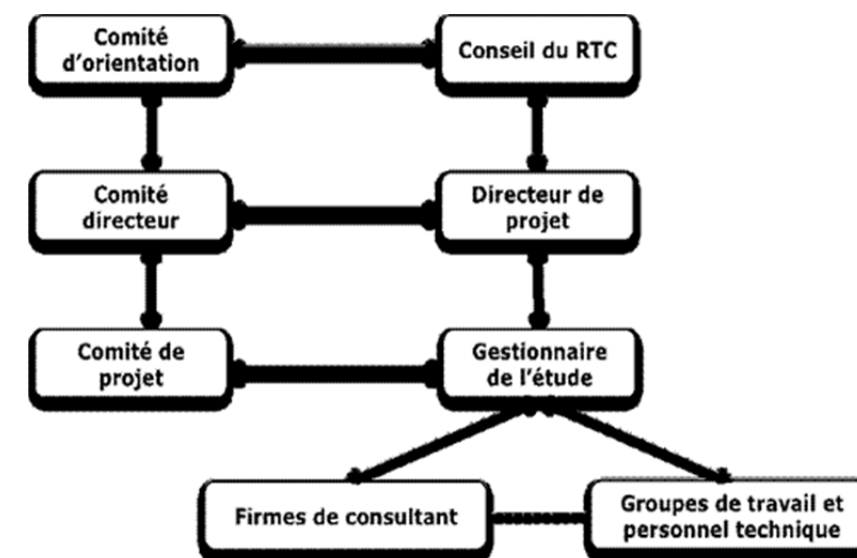 Comité
d'orientation
Conseil du RTC
Comité
directeur
Directeur de
projet
Comité de
projet
Gestionnaire
de l'étude
Firmes de consultant
Groupes de travail et
personnel technique